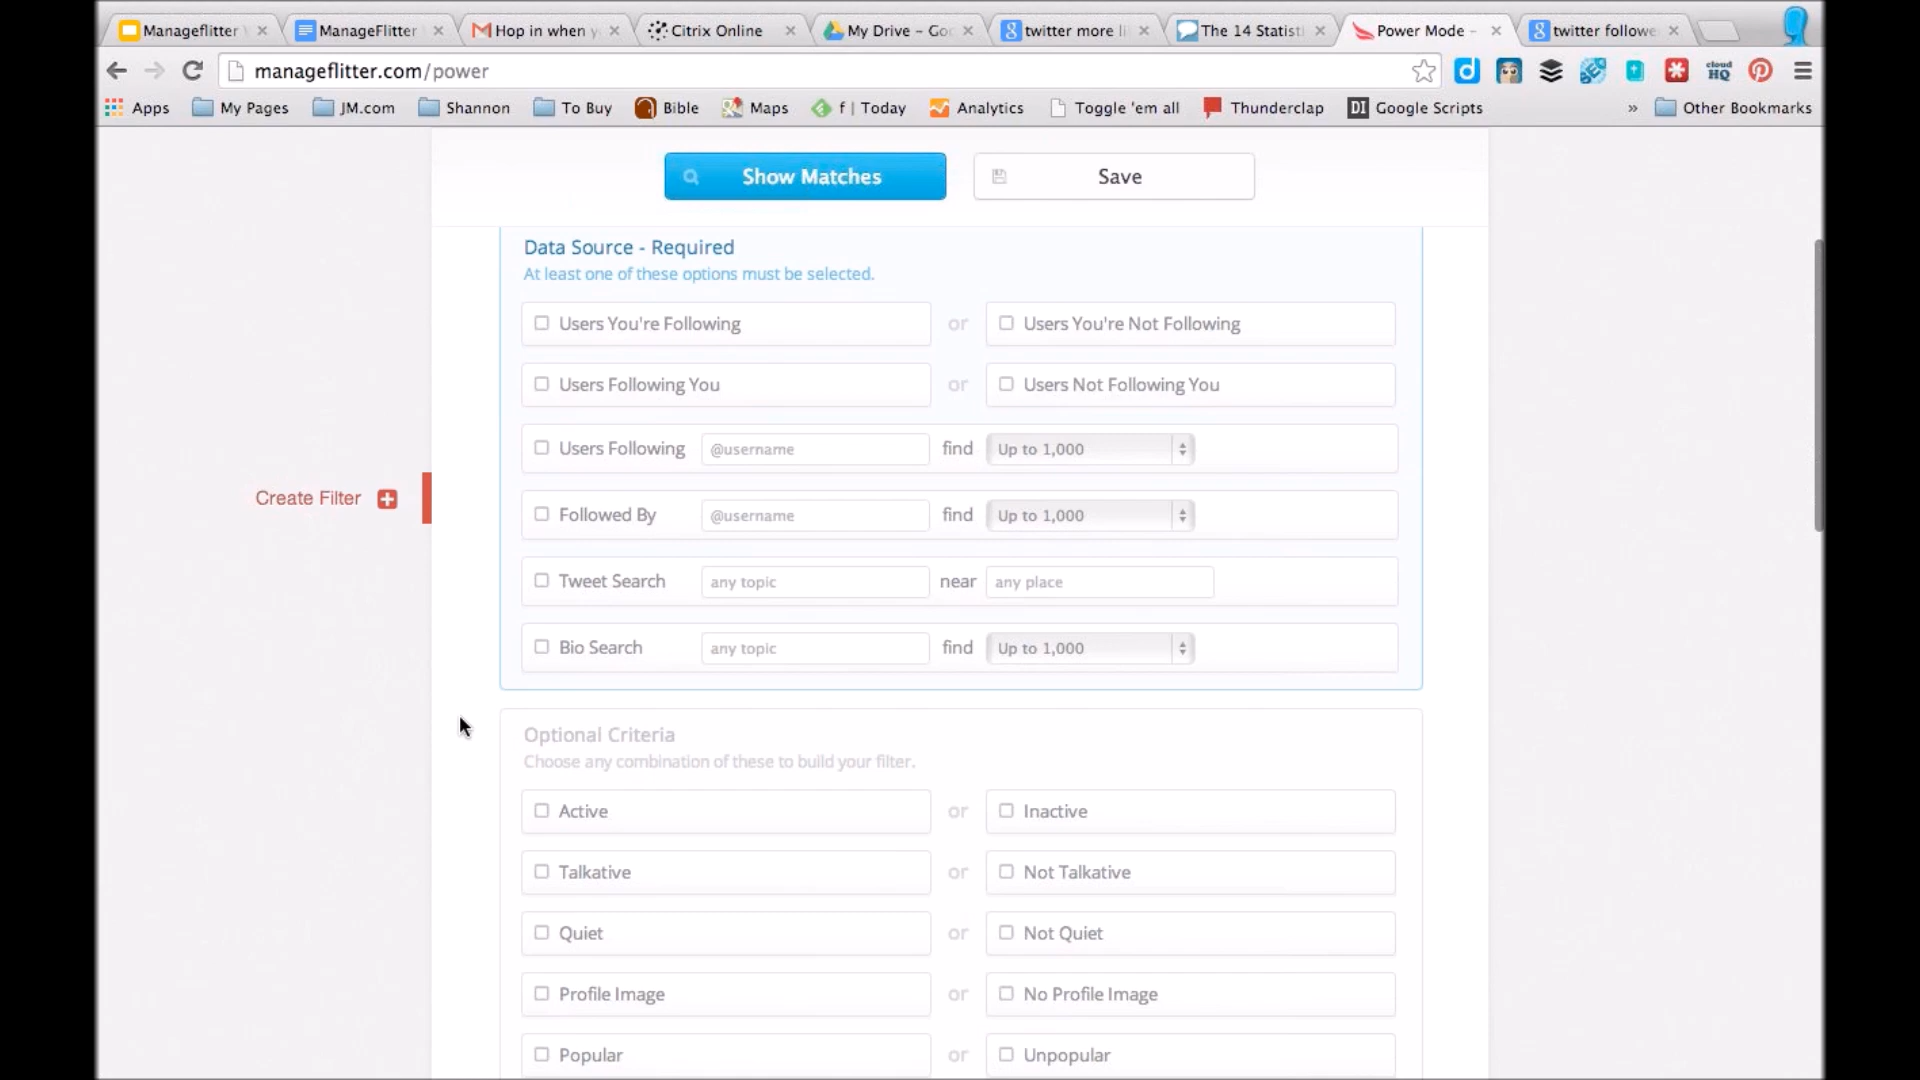 Manageflitter
ManageFlitter
Hop in when y
Citrix Online
My Drive – Goo
twitter more li
The 14 Statisti
Power Mode –
twitter followe
manageflitter.com/power
cloud HQ
Apps
My Pages
JM.com
Shannon
To Buy
Bible
Maps
f | Today
Analytics
Toggle 'em all
Thunderclap
DI Google Scripts
» Other Bookmarks
Show Matches
Save
Data Source - Required
At least one of these options must be selected.
Users You're Following or Users You're Not Following
Users Following You or Users Not Following You
Users Following @username find Up to 1,000
Create Filter
Followed By @username find Up to 1,000
Tweet Search any topic near any place
Bio Search any topic find Up to 1,000
Optional Criteria
Choose any combination of these to build your filter.
Active or Inactive
Talkative or Not Talkative
Quiet or Not Quiet
Profile Image or No Profile Image
Popular or Unpopular